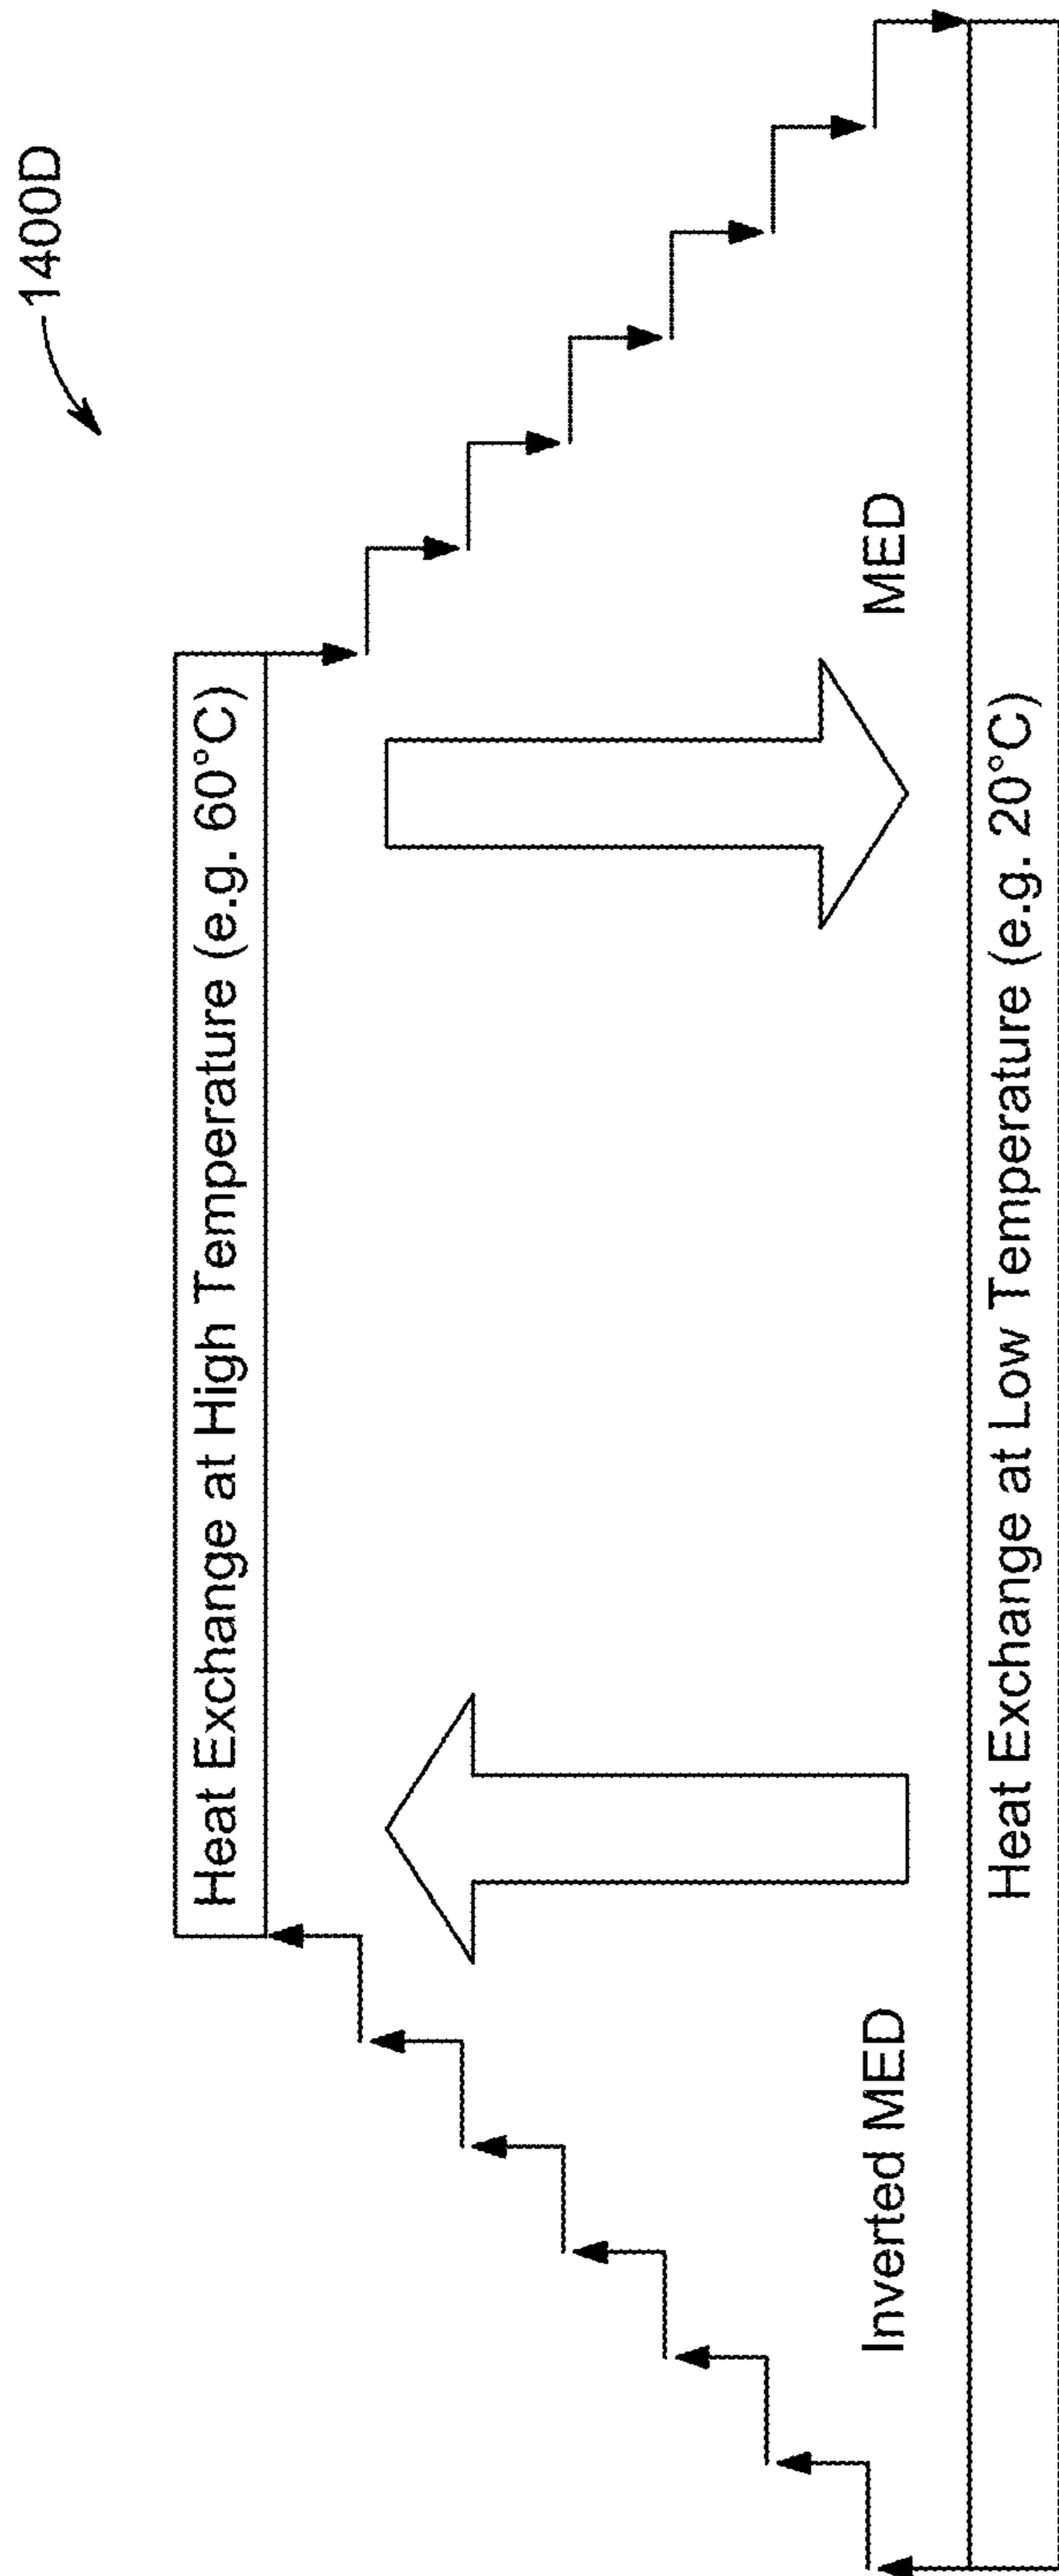 1400D
Heat Exchange at High Temperature (e.g. 60°C)
Inverted MED
MED
Heat Exchange at Low Temperature (e.g. 20°C)